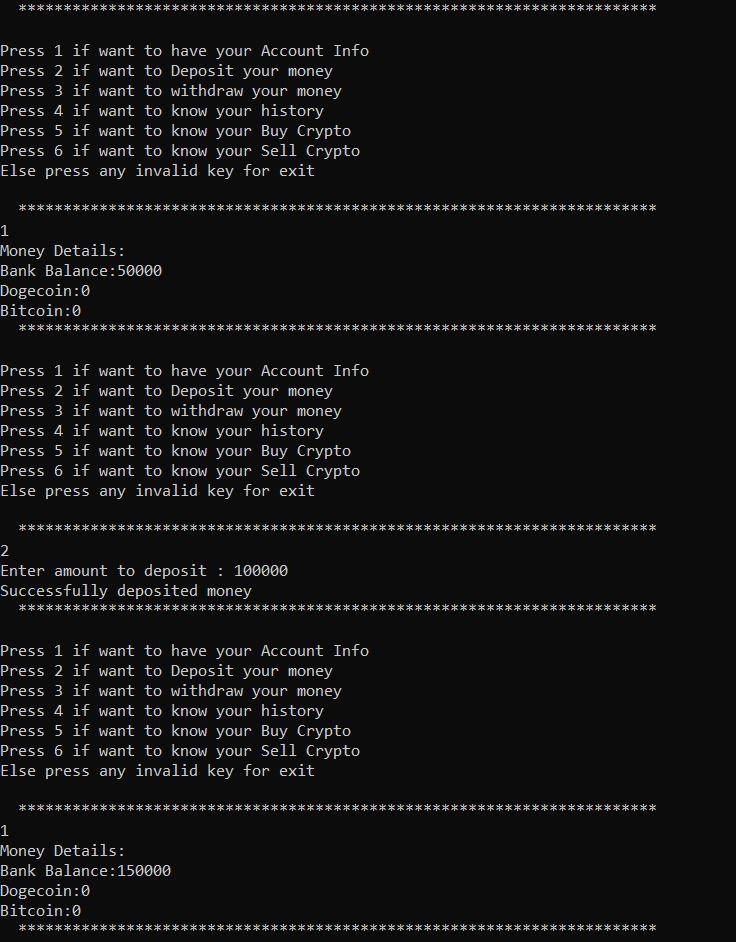 ***********************************************************************
Press 1 if want to have your Account Info
Press 2 if want to Deposit your money
Press 3 if want to withdraw your money
Press 4 if want to know your history
Press 5 if want to know your Buy Crypto
Press 6 if want to know your Sell Crypto
Else press any invalid key for exit
***********************************************************************
1
Money Details:
Bank Balance:50000
Dogecoin:0
Bitcoin:0
***********************************************************************
Press 1 if want to have your Account Info
Press 2 if want to Deposit your money
Press 3 if want to withdraw your money
Press 4 if want to know your history
Press 5 if want to know your Buy Crypto
Press 6 if want to know your Sell Crypto
Else press any invalid key for exit
***********************************************************************
2
Enter amount to deposit : 100000
Successfully deposited money
***********************************************************************
Press 1 if want to have your Account Info
Press 2 if want to Deposit your money
Press 3 if want to withdraw your money
Press 4 if want to know your history
Press 5 if want to know your Buy Crypto
Press 6 if want to know your Sell Crypto
Else press any invalid key for exit
***********************************************************************
1
Money Details:
Bank Balance:150000
Dogecoin:0
Bitcoin:0
***********************************************************************